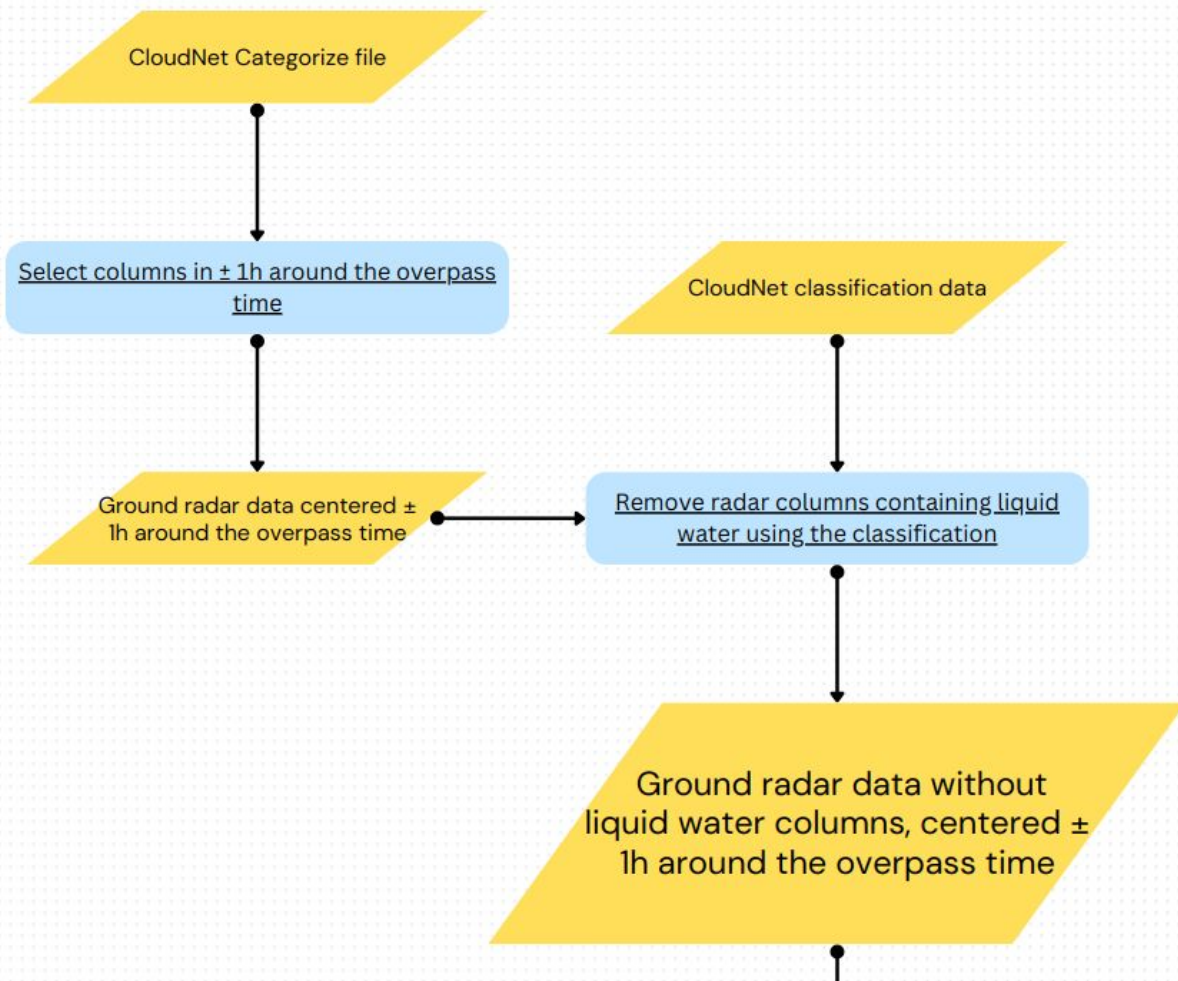 CloudNet Categorize file
Select columns in ± 1h around the overpass
time
CloudNet classification data
Ground radar data centered ±
1h around the overpass time
Remove radar columns containing liquid
water using the classification
Ground radar data without
liquid water columns, centered ±
1h around the overpass time